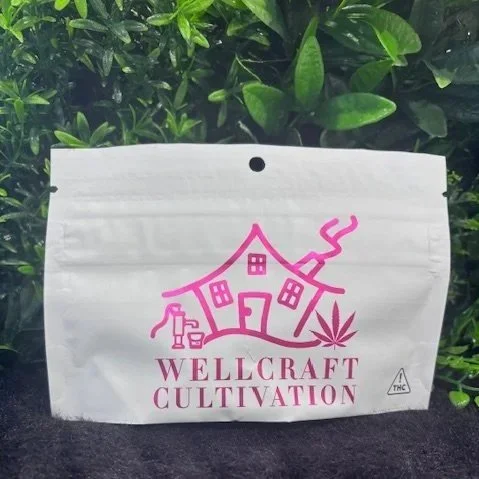 WELLCRAFT
CULTIVATION
!
THC